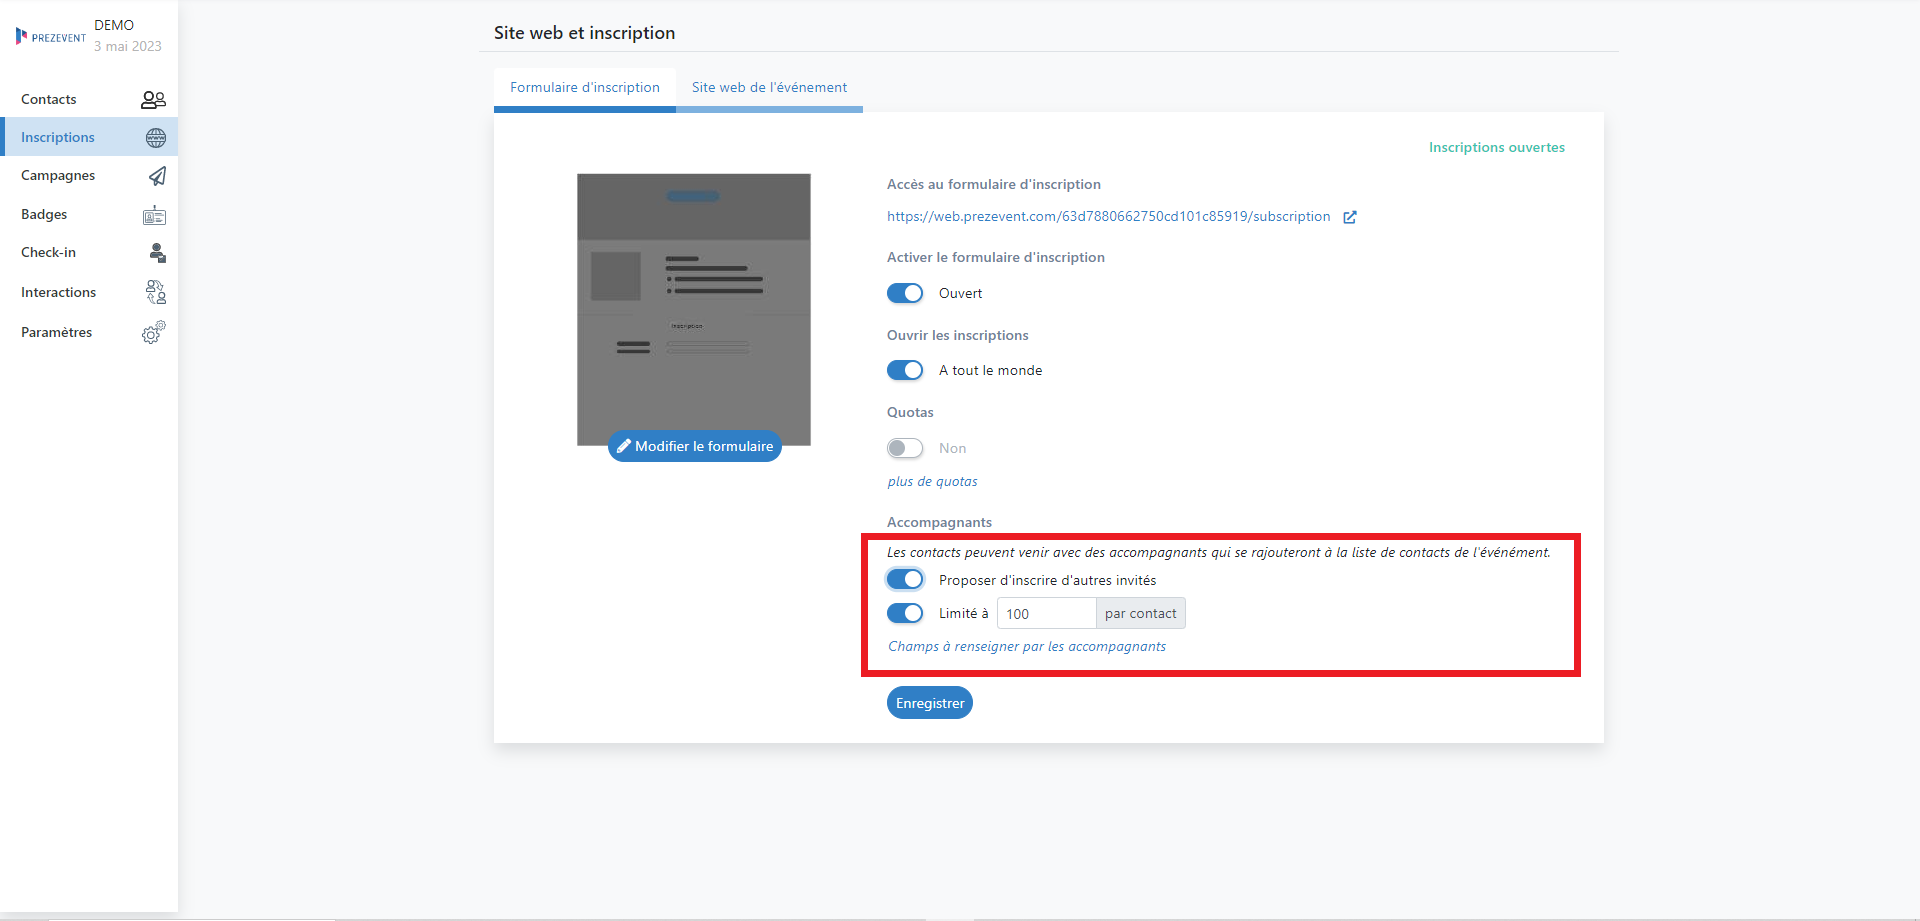 PREZEVENT
DEMO
3 mai 2023
Contacts
Inscriptions
Campagnes
Badges
Check-in
Interactions
Paramètres
Site web et inscription
Formulaire d'inscription
Site web de l'événement
Inscriptions ouvertes
Inscription
Modifier le formulaire
Accès au formulaire d'inscription
https://web.prezevent.com/63d7880662750cd101c85919/subscription
Activer le formulaire d'inscription
Ouvert
Ouvrir les inscriptions
A tout le monde
Quotas
Non
plus de quotas
Accompagnants
Les contacts peuvent venir avec des accompagnants qui se rajouteront à la liste de contacts de l'événément.
Proposer d'inscrire d'autres invités
Limité à 100 par contact
Champs à renseigner par les accompagnants
Enregistrer